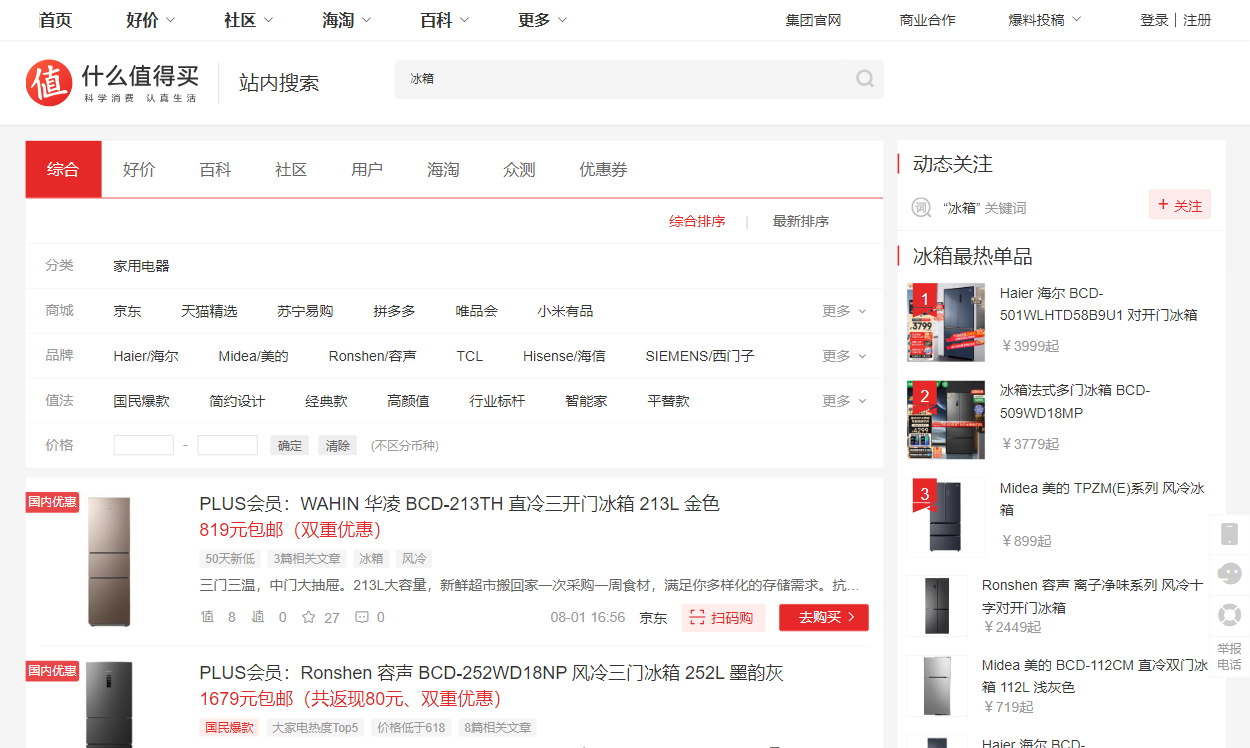 首页 好价 社区 海淘 百科 更多 集团官网 商业合作 爆料投稿 登录 | 注册
值 什么值得买
科学消费 认真生活
站内搜索
冰箱
综合 好价 百科 社区 用户 海淘 众测 优惠券
综合排序 | 最新排序
分类 家用电器
商城 京东 天猫精选 苏宁易购 拼多多 唯品会 小米有品 更多
品牌 Haier/海尔 Midea/美的 Ronshen/容声 TCL Hisense/海信 SIEMENS/西门子 更多
值法 国民爆款 简约设计 经典款 高颜值 行业标杆 智能家 平替款 更多
价格 - 确定 清除 (不区分币种)
国内优惠
PLUS会员：WAHIN 华凌 BCD-213TH 直冷三开门冰箱 213L 金色
819元包邮（双重优惠）
50天新低 3篇相关文章 冰箱 风冷
三门三温，中门大抽屉。213L大容量，新鲜超市搬回家一次采购一周食材，满足你多样化的存储需求。抗…
8 0 27 0 08-01 16:56 京东 扫码购 去购买
国内优惠
PLUS会员：Ronshen 容声 BCD-252WD18NP 风冷三门冰箱 252L 墨韵灰
1679元包邮（共返现80元、双重优惠）
国民爆款 大家电热度Top5 价格低于618 8篇相关文章
动态关注
词 “冰箱” 关键词 + 关注
冰箱最热单品
1
3799
Haier 海尔 BCD-
501WLHTD58B9U1 对开门冰箱
￥3999起
2
4299
冰箱法式多门冰箱 BCD-
509WD18MP
￥3779起
3
Midea 美的 TPZM(E)系列 风冷冰
箱
￥899起
Ronshen 容声 离子净味系列 风冷十
字对开门冰箱
￥2449起
Midea 美的 BCD-112CM 直冷双门冰
箱 112L 浅灰色
￥719起
Haier 海尔 BCD-
举报
电话